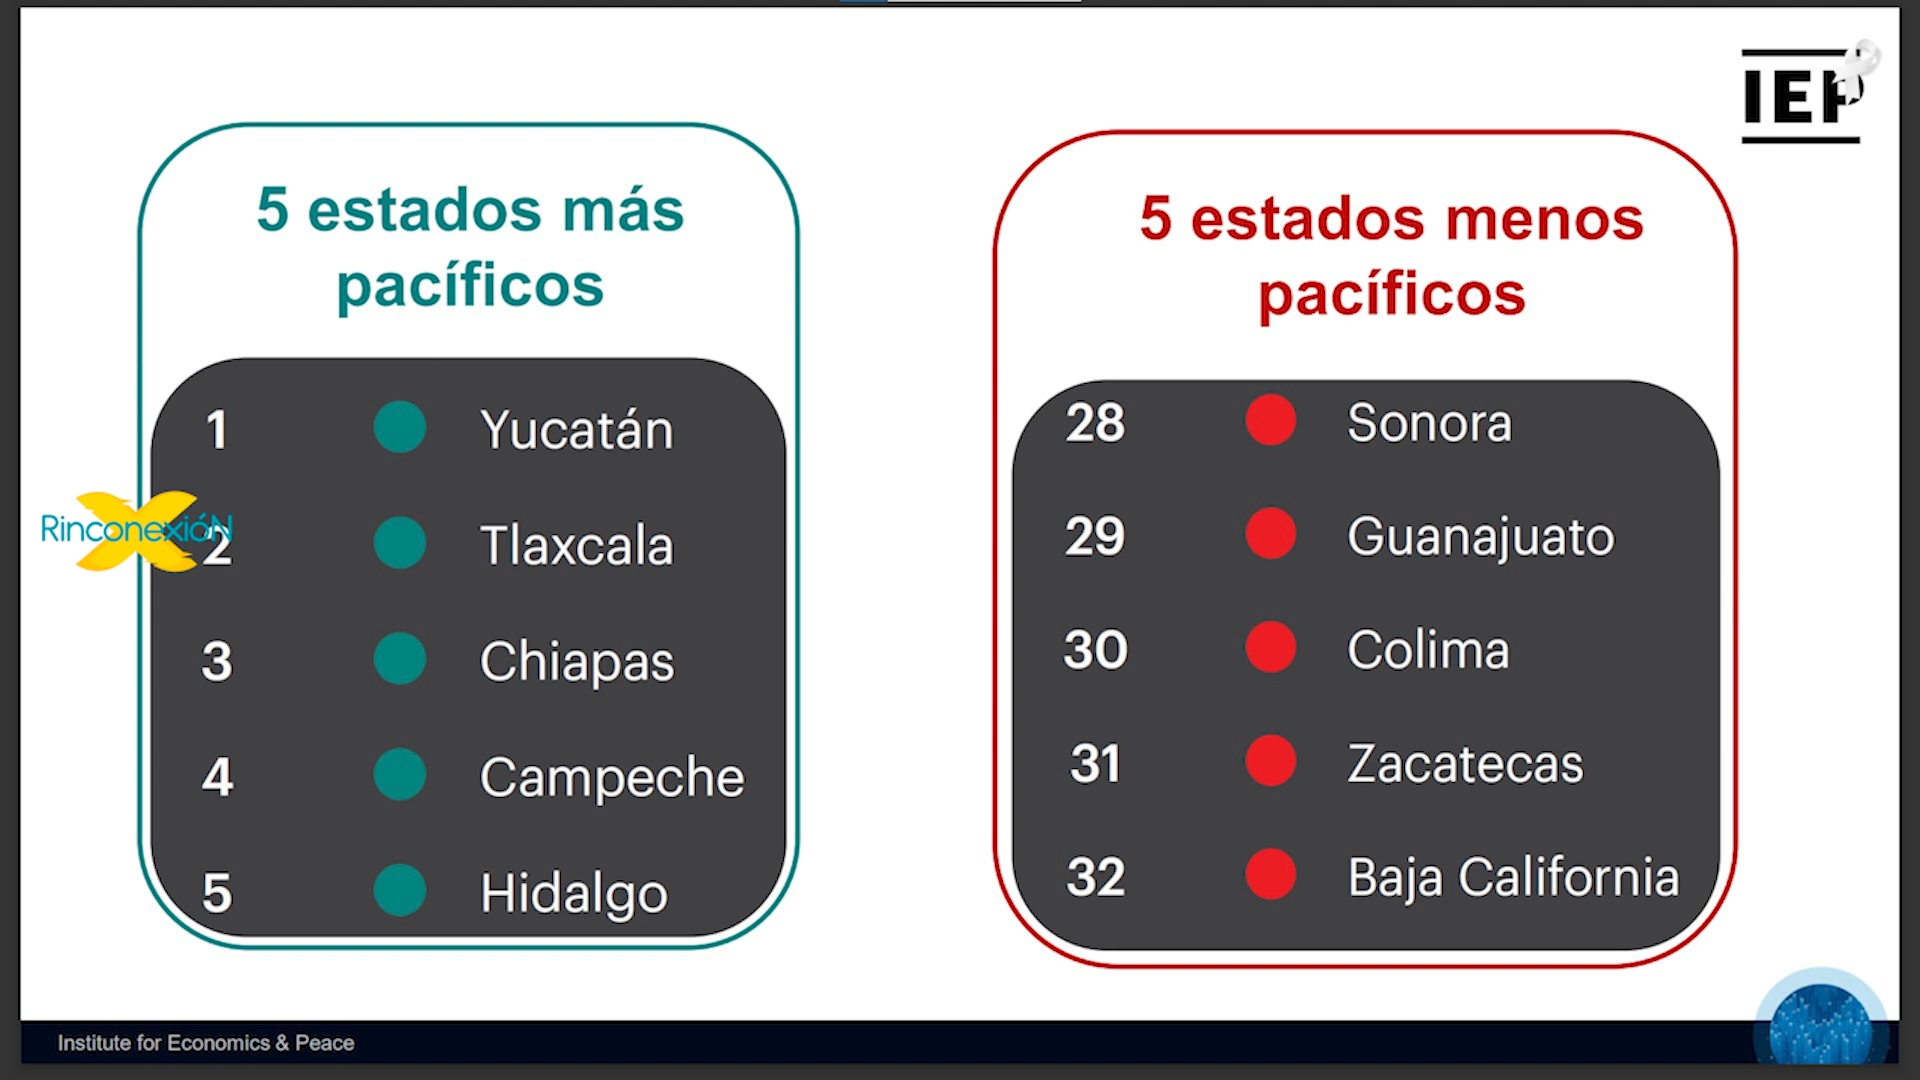 IEP
5 estados más
pacíficos
1 Yucatán
2 Tlaxcala
3 Chiapas
4 Campeche
5 Hidalgo
5 estados menos
pacíficos
28 Sonora
29 Guanajuato
30 Colima
31 Zacatecas
32 Baja California
RinconexióN
Institute for Economics & Peace